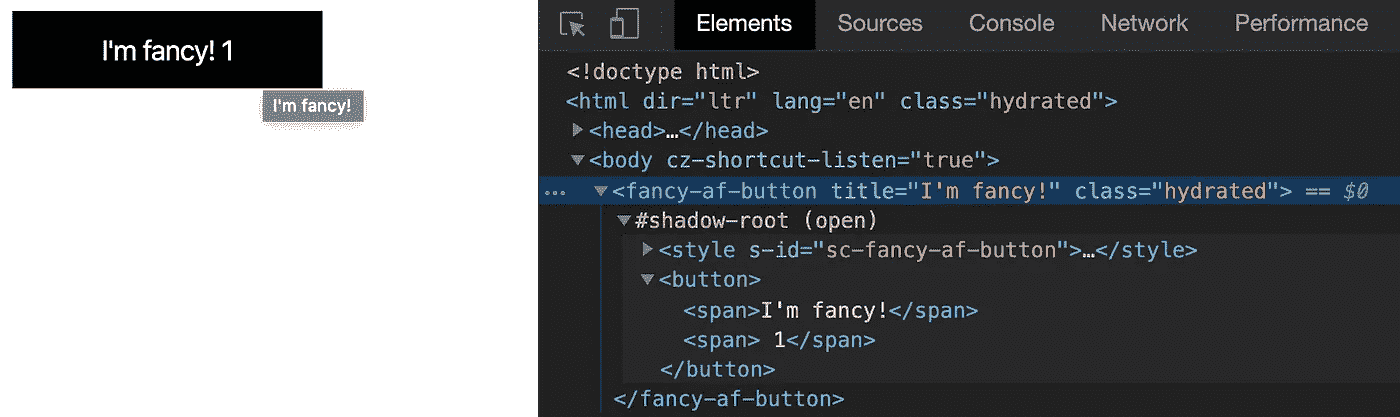 I'm fancy! 1
I'm fancy!
Elements Sources Console Network Performance
<!doctype html>
<html dir="ltr" lang="en" class="hydrated">
<head>…</head>
<body cz-shortcut-listen="true">
… <fancy-af-button title="I'm fancy!" class="hydrated"> == $0
#shadow-root (open)
<style s-id="sc-fancy-af-button">…</style>
<button>
<span>I'm fancy!</span>
<span> 1</span>
</button>
</fancy-af-button>